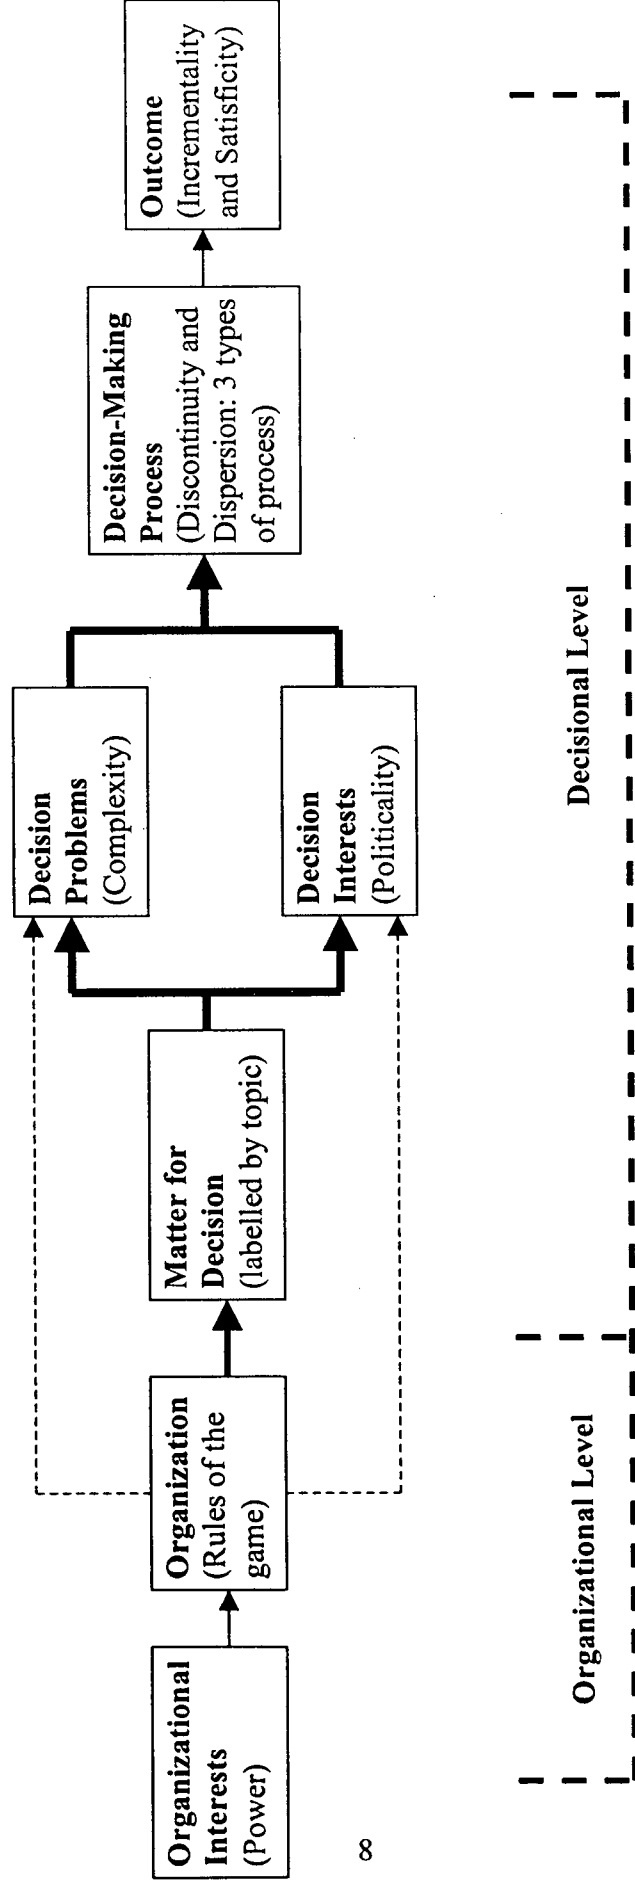 Organizational
Interests
(Power)
Organization
(Rules of the
game)
Matter for
Decision
(labelled by topic)
Decision
Problems
(Complexity)
Decision
Interests
(Politicality)
Decision-Making
Process
(Discontinuity and
Dispersion: 3 types
of process)
Outcome
(Incrementality
and Satisficity)
Organizational Level
Decisional Level
8